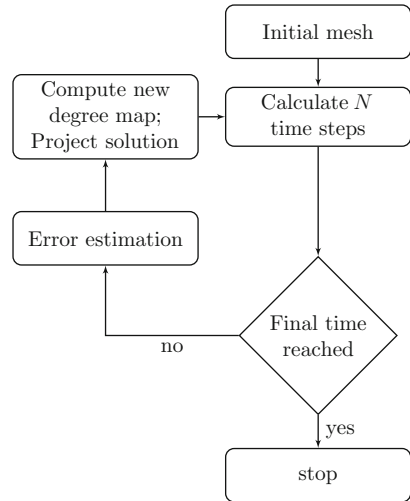 Initial mesh
Compute new
degree map;
Project solution
Calculate N
time steps
Error estimation
Final time
reached
no
yes
stop